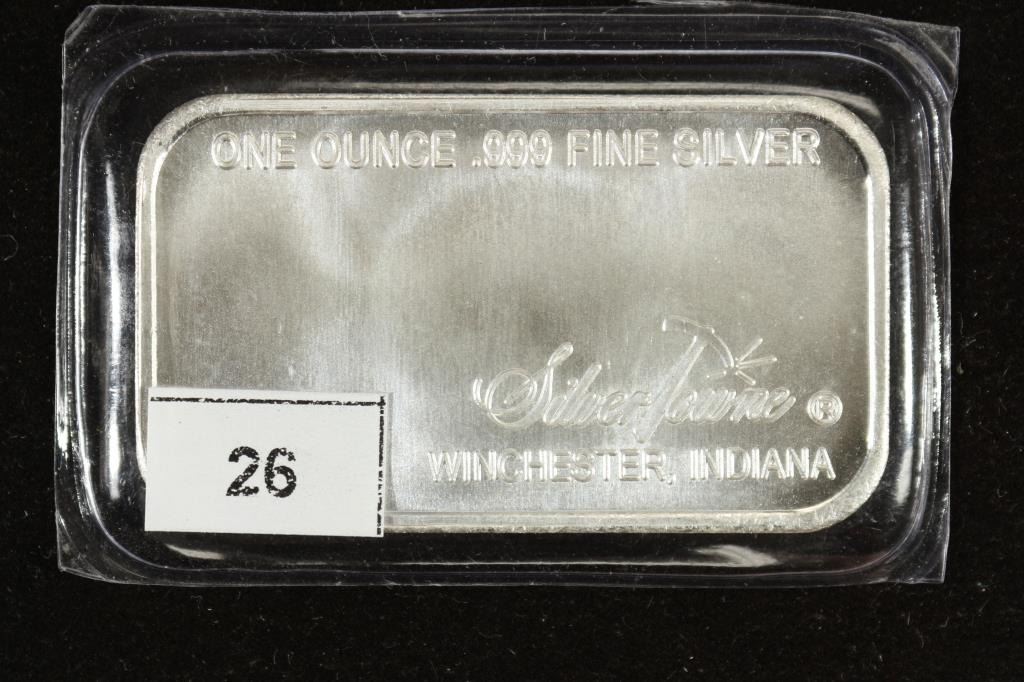 ONE OUNCE .999 FINE SILVER
SilverTowne ®
WINCHESTER, INDIANA
26